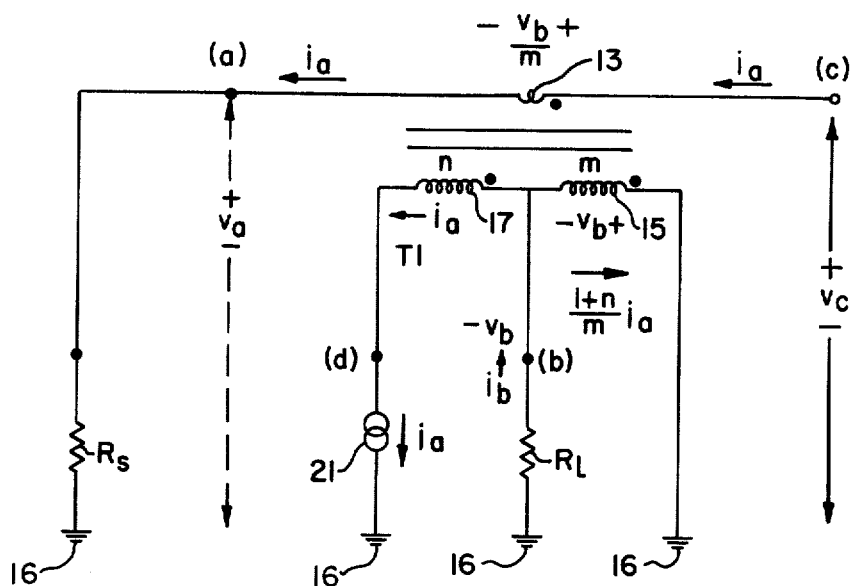 - v_b +
m
(a) i_a 13 i_a (c)
n m
i_a 17 -v_b+ 15
+
v_a
-
T1
1+n
m i_a
+
v_c
-
-v_b
(d) i_b (b)
R_s 21 i_a R_L
16 16 16 16